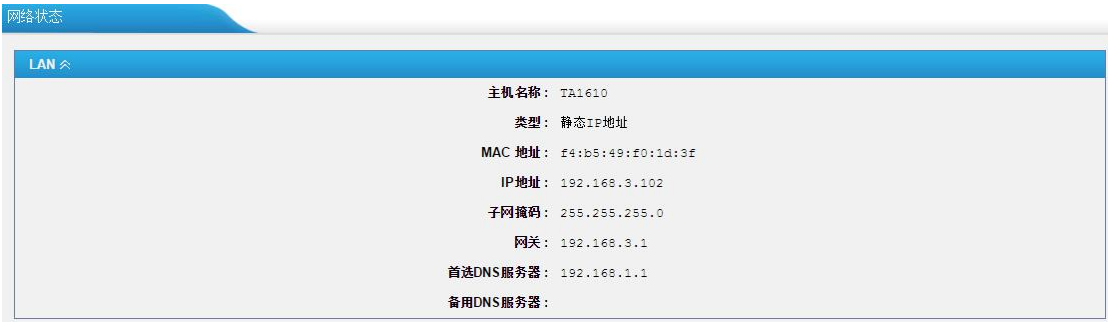 网络状态
LAN
主机名称： TA1610
类型： 静态IP地址
MAC 地址： f4:b5:49:f0:1d:3f
IP地址： 192.168.3.102
子网掩码： 255.255.255.0
网关： 192.168.3.1
首选DNS服务器： 192.168.1.1
备用DNS服务器：